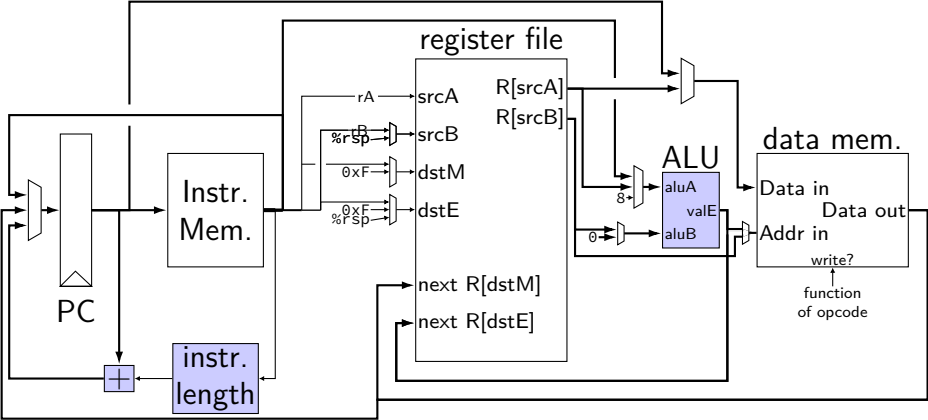 register file
rA
srcA
R[srcA]
rB
%rsp
srcB
R[srcB]
data mem.
ALU
Instr.
Mem.
0xF
dstM
aluA
Data in
8
valE
Data out
0xF
%rsp
dstE
0
aluB
Addr in
write?
function
of opcode
PC
next R[dstM]
next R[dstE]
instr.
length
+